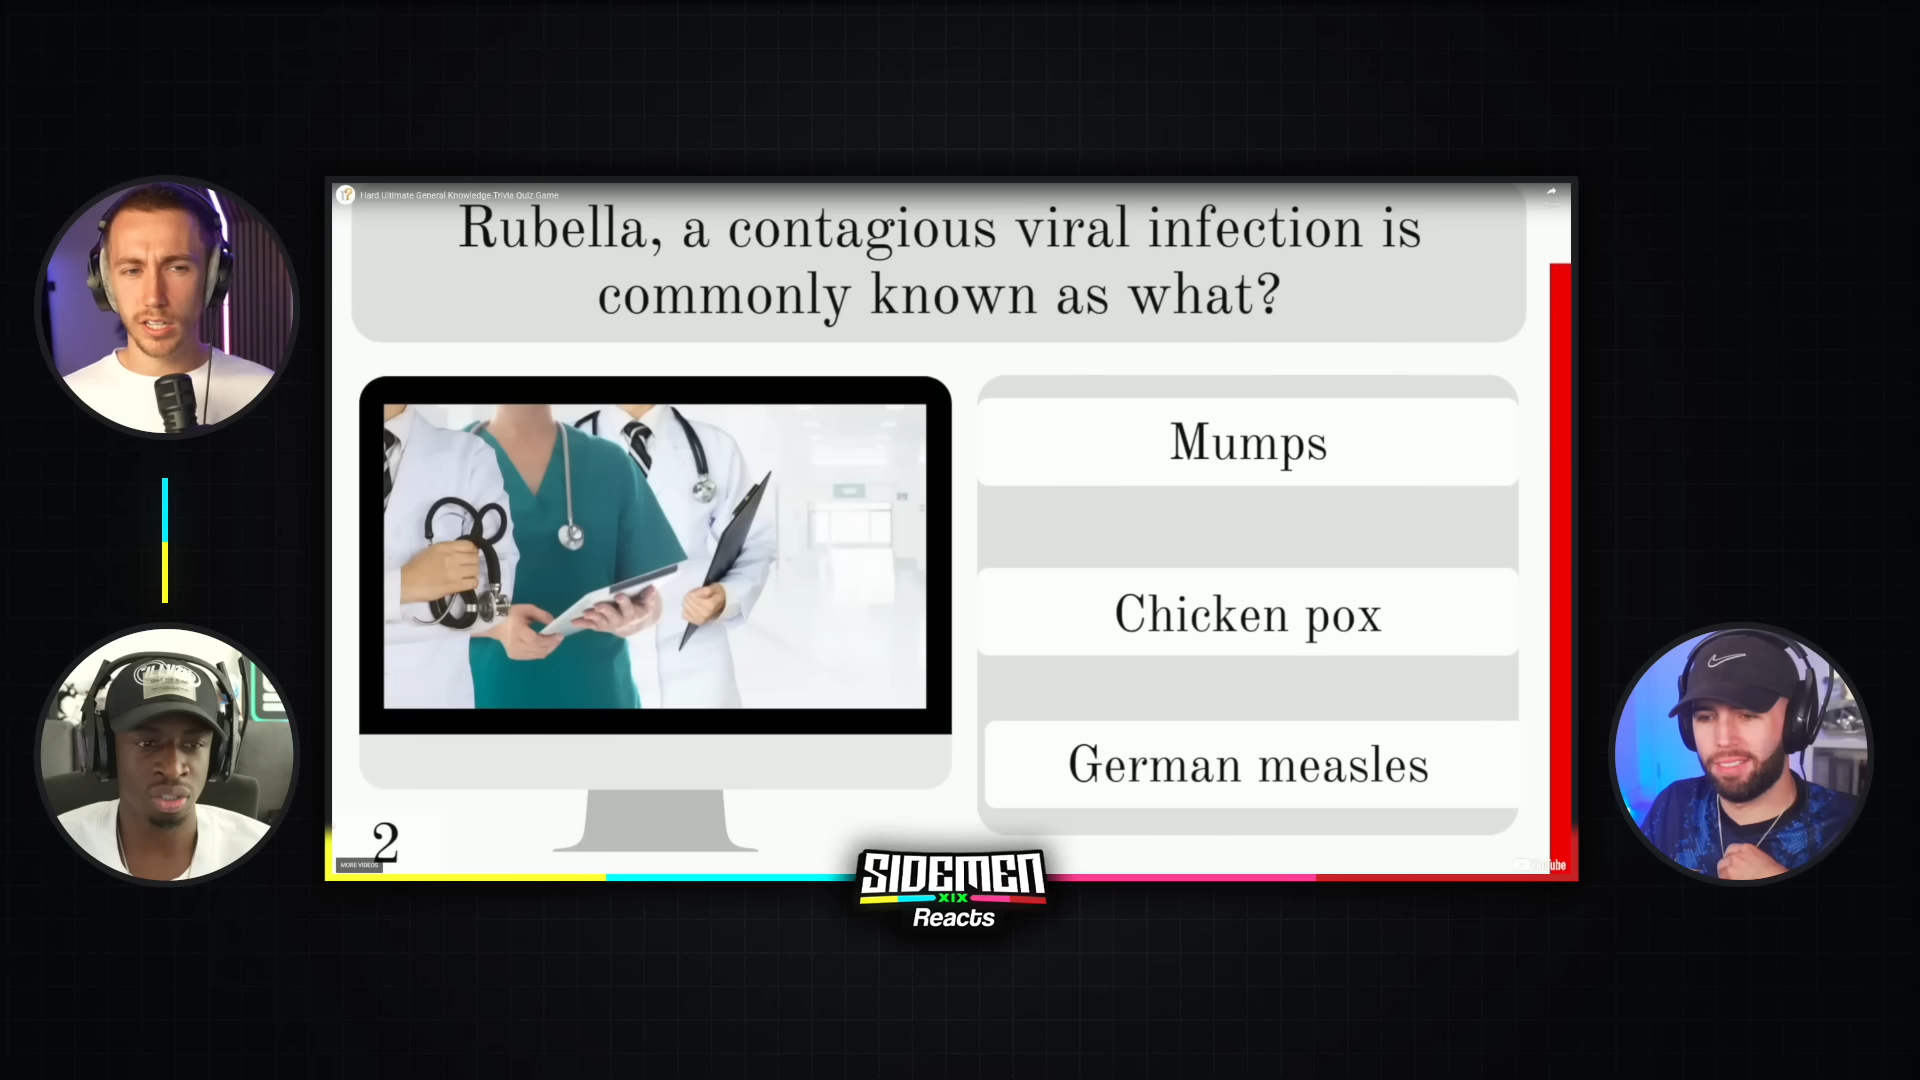 Hard Ultimate General Knowledge Trivia Quiz Game
Rubella, a contagious viral infection is
commonly known as what?
Mumps
Chicken pox
German measles
2
MORE VIDEOS
YouTube
SIDEMEN
XIX
Reacts